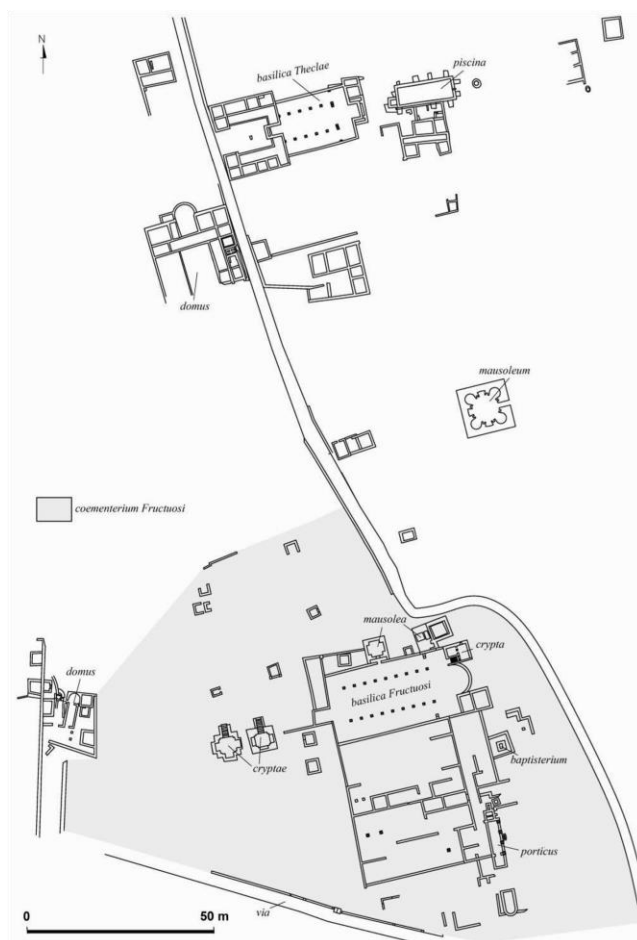 N
basilica Theclae
piscina
domus
mausoleum
coementerium Fructuosi
mausolea
crypta
domus
basilica Fructuosi
baptisterium
cryptae
porticus
via
0
50 m